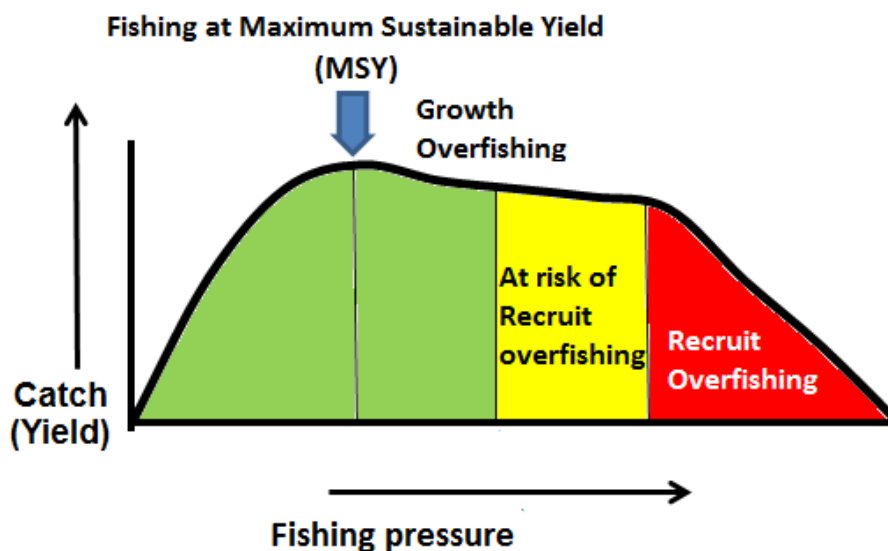 Fishing at Maximum Sustainable Yield
(MSY)
Growth
Overfishing
At risk of
Recruit
overfishing
Recruit
Overfishing
Catch
(Yield)
Fishing pressure